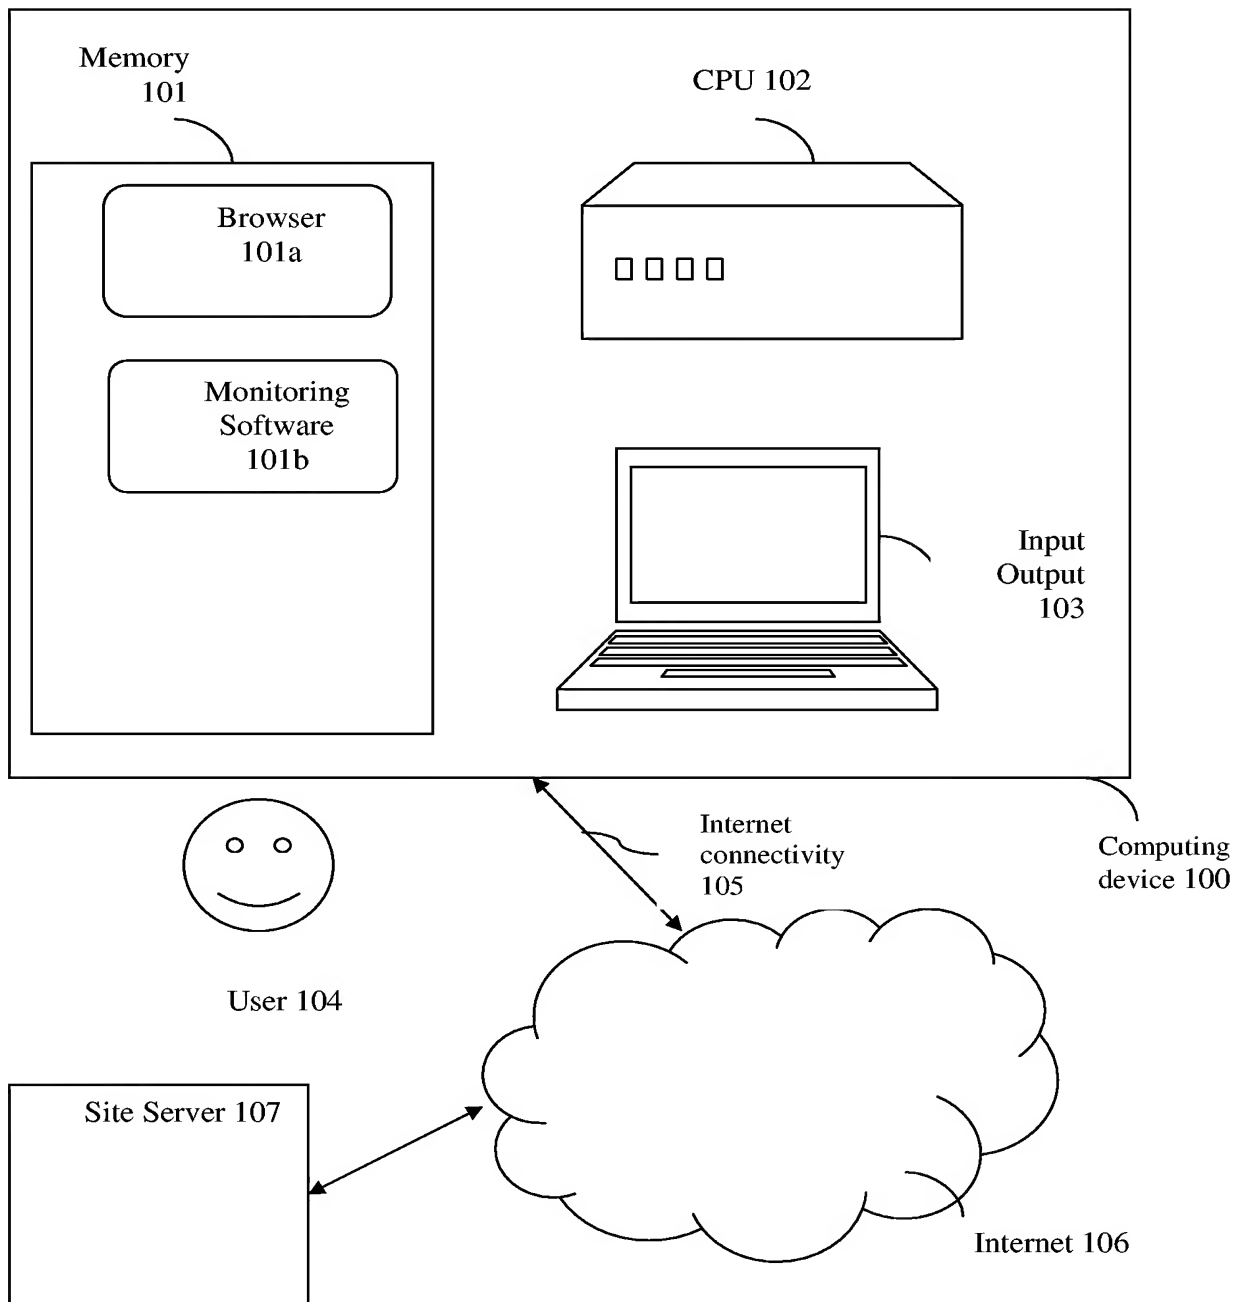 Memory
101
CPU 102
Browser
101a
Monitoring
Software
101b
Input
Output
103
Internet
connectivity
105
Computing
device 100
User 104
Site Server 107
Internet 106